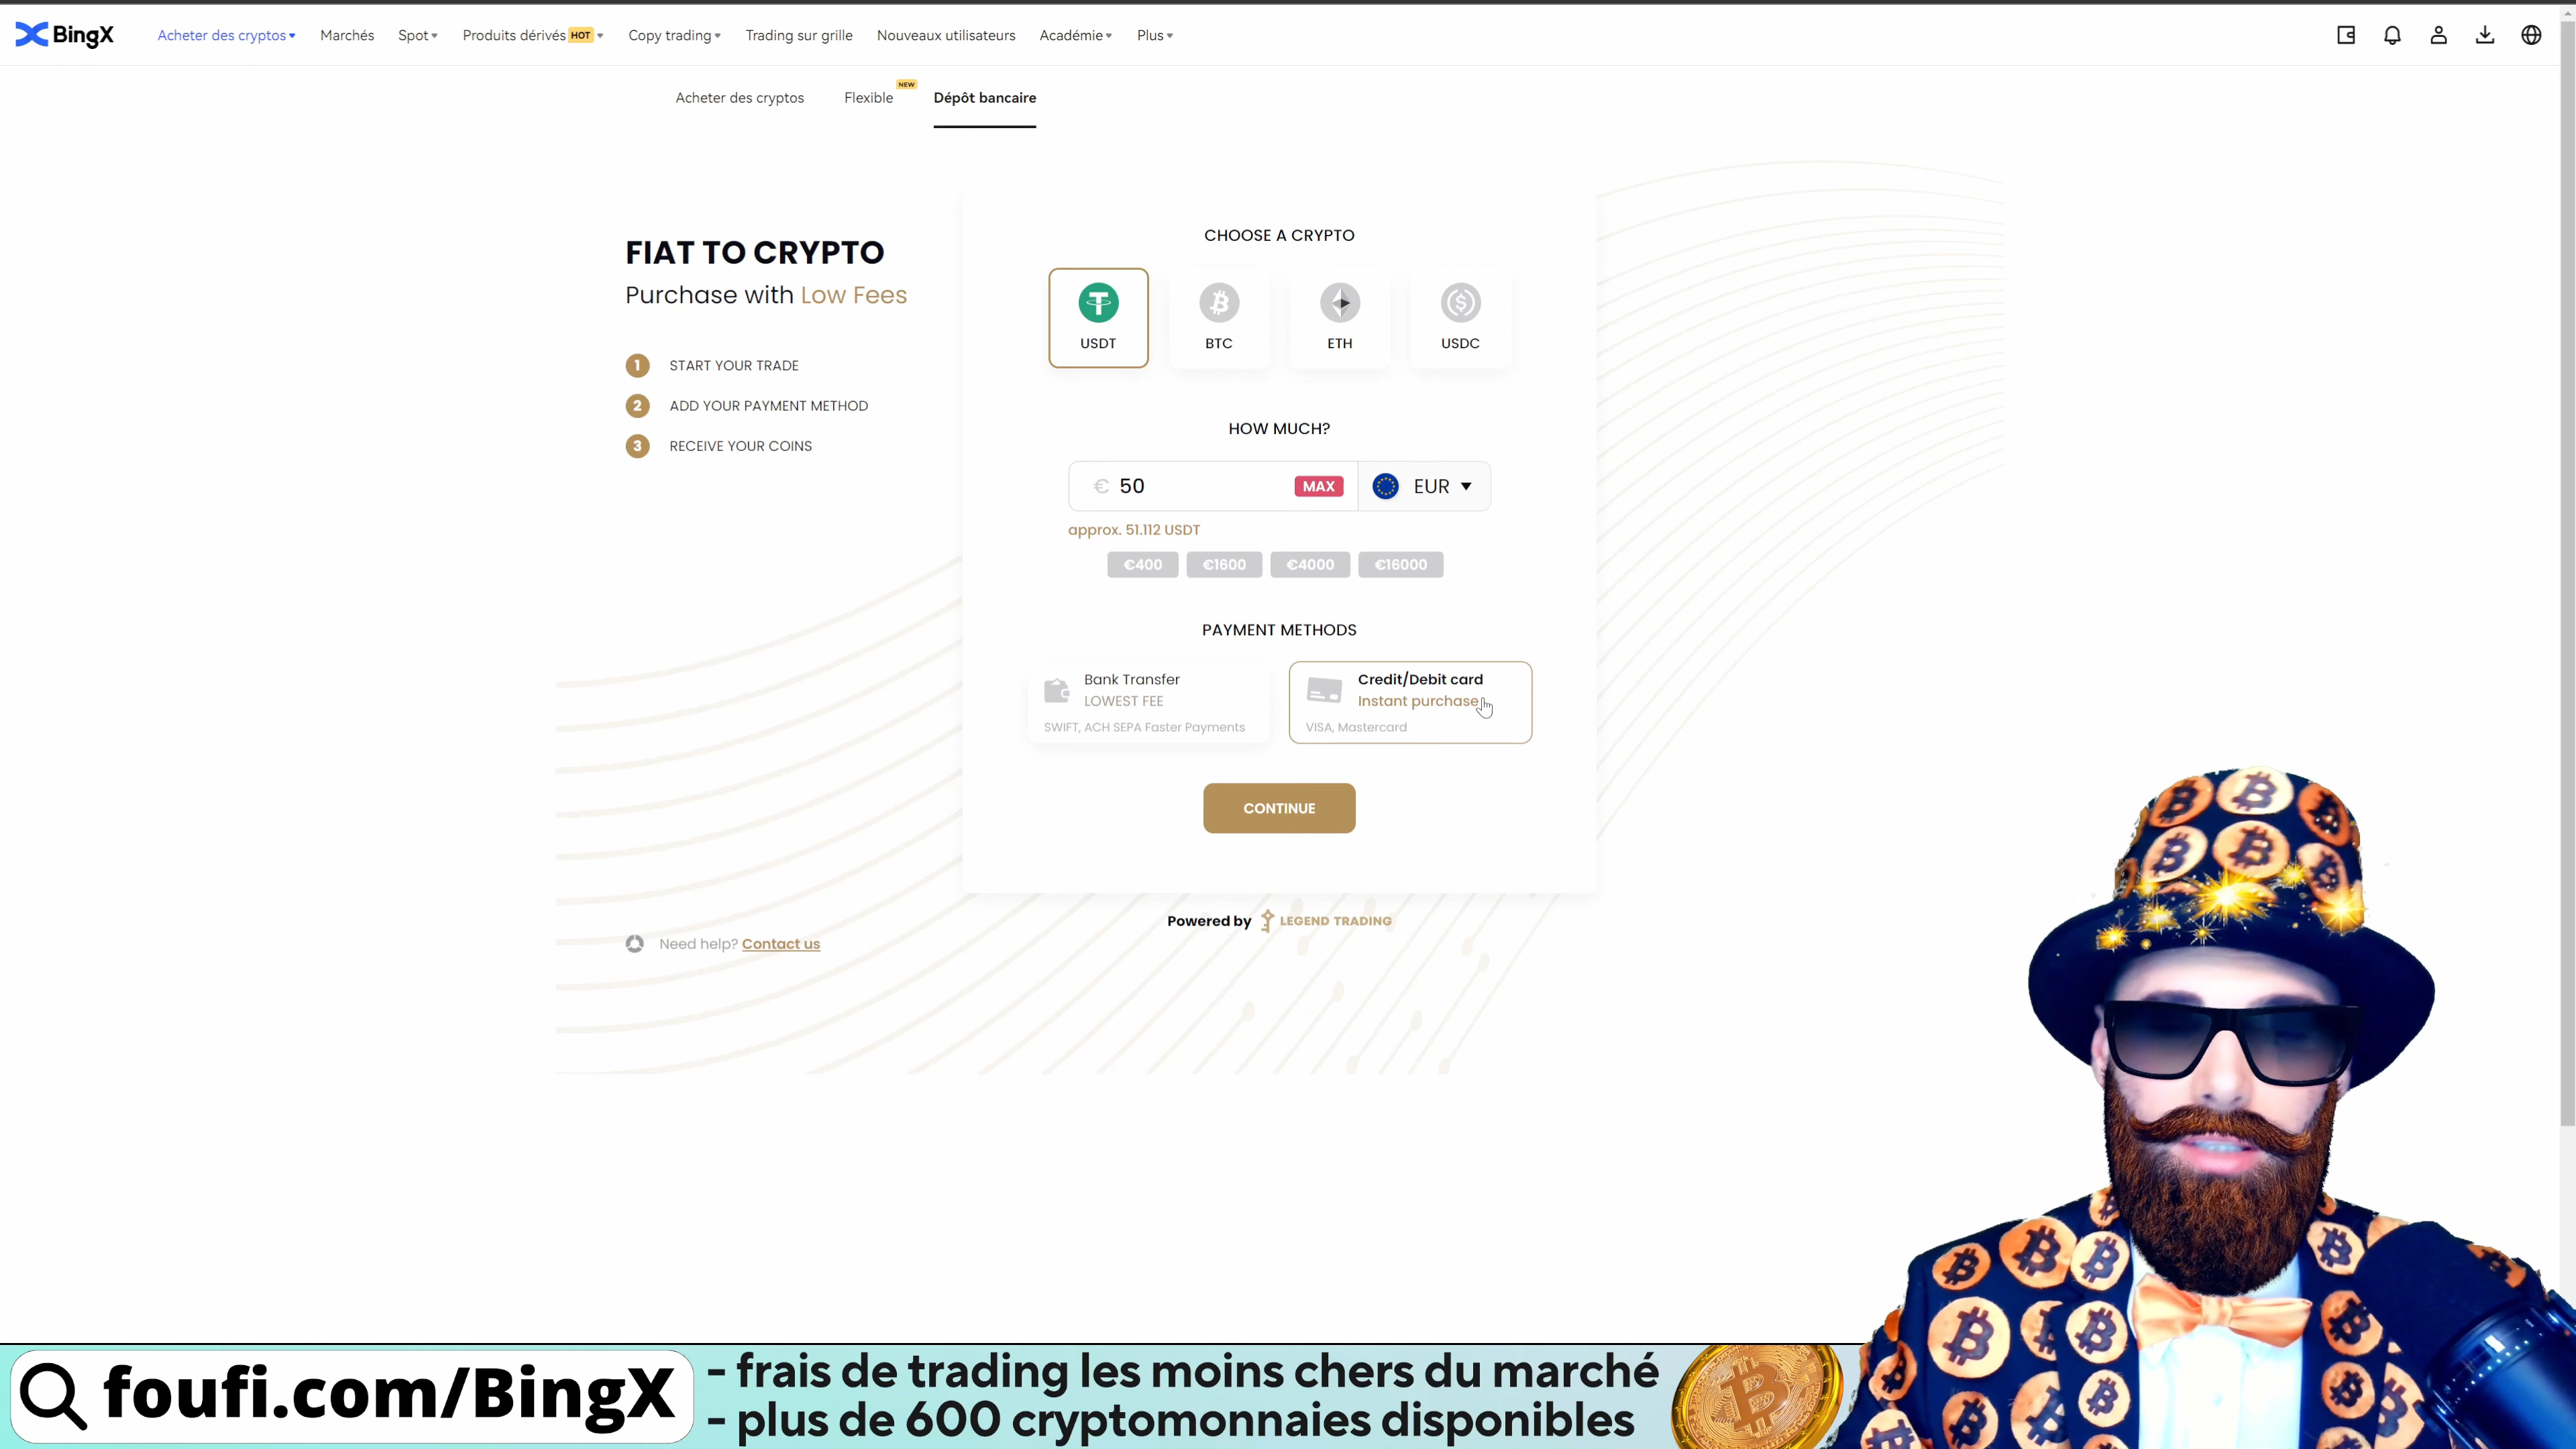 BingX
Acheter des cryptos Marchés Spot Produits dérivés HOT Copy trading Trading sur grille Nouveaux utilisateurs Académie Plus
Acheter des cryptos Flexible NEW Dépôt bancaire
FIAT TO CRYPTO
Purchase with Low Fees
1 START YOUR TRADE
2 ADD YOUR PAYMENT METHOD
3 RECEIVE YOUR COINS
CHOOSE A CRYPTO
USDT BTC ETH USDC
HOW MUCH?
€ 50 MAX EUR
approx. 51.112 USDT
€400 €1600 €4000 €16000
PAYMENT METHODS
Bank Transfer
LOWEST FEE
SWIFT, ACH SEPA Faster Payments
Credit/Debit card
Instant purchase
VISA, Mastercard
CONTINUE
Powered by LEGEND TRADING
Need help? Contact us
foufi.com/BingX
- frais de trading les moins chers du marché
- plus de 600 cryptomonnaies disponibles